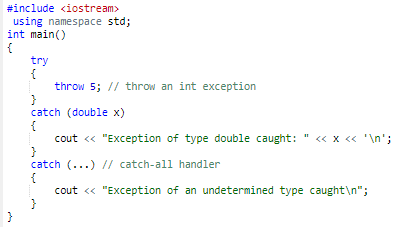 #include <iostream>
using namespace std;
int main()
{
try
{
throw 5; // throw an int exception
}
catch (double x)
{
cout << "Exception of type double caught: " << x << '\n';
}
catch (...) // catch-all handler
{
cout << "Exception of an undetermined type caught\n";
}
}